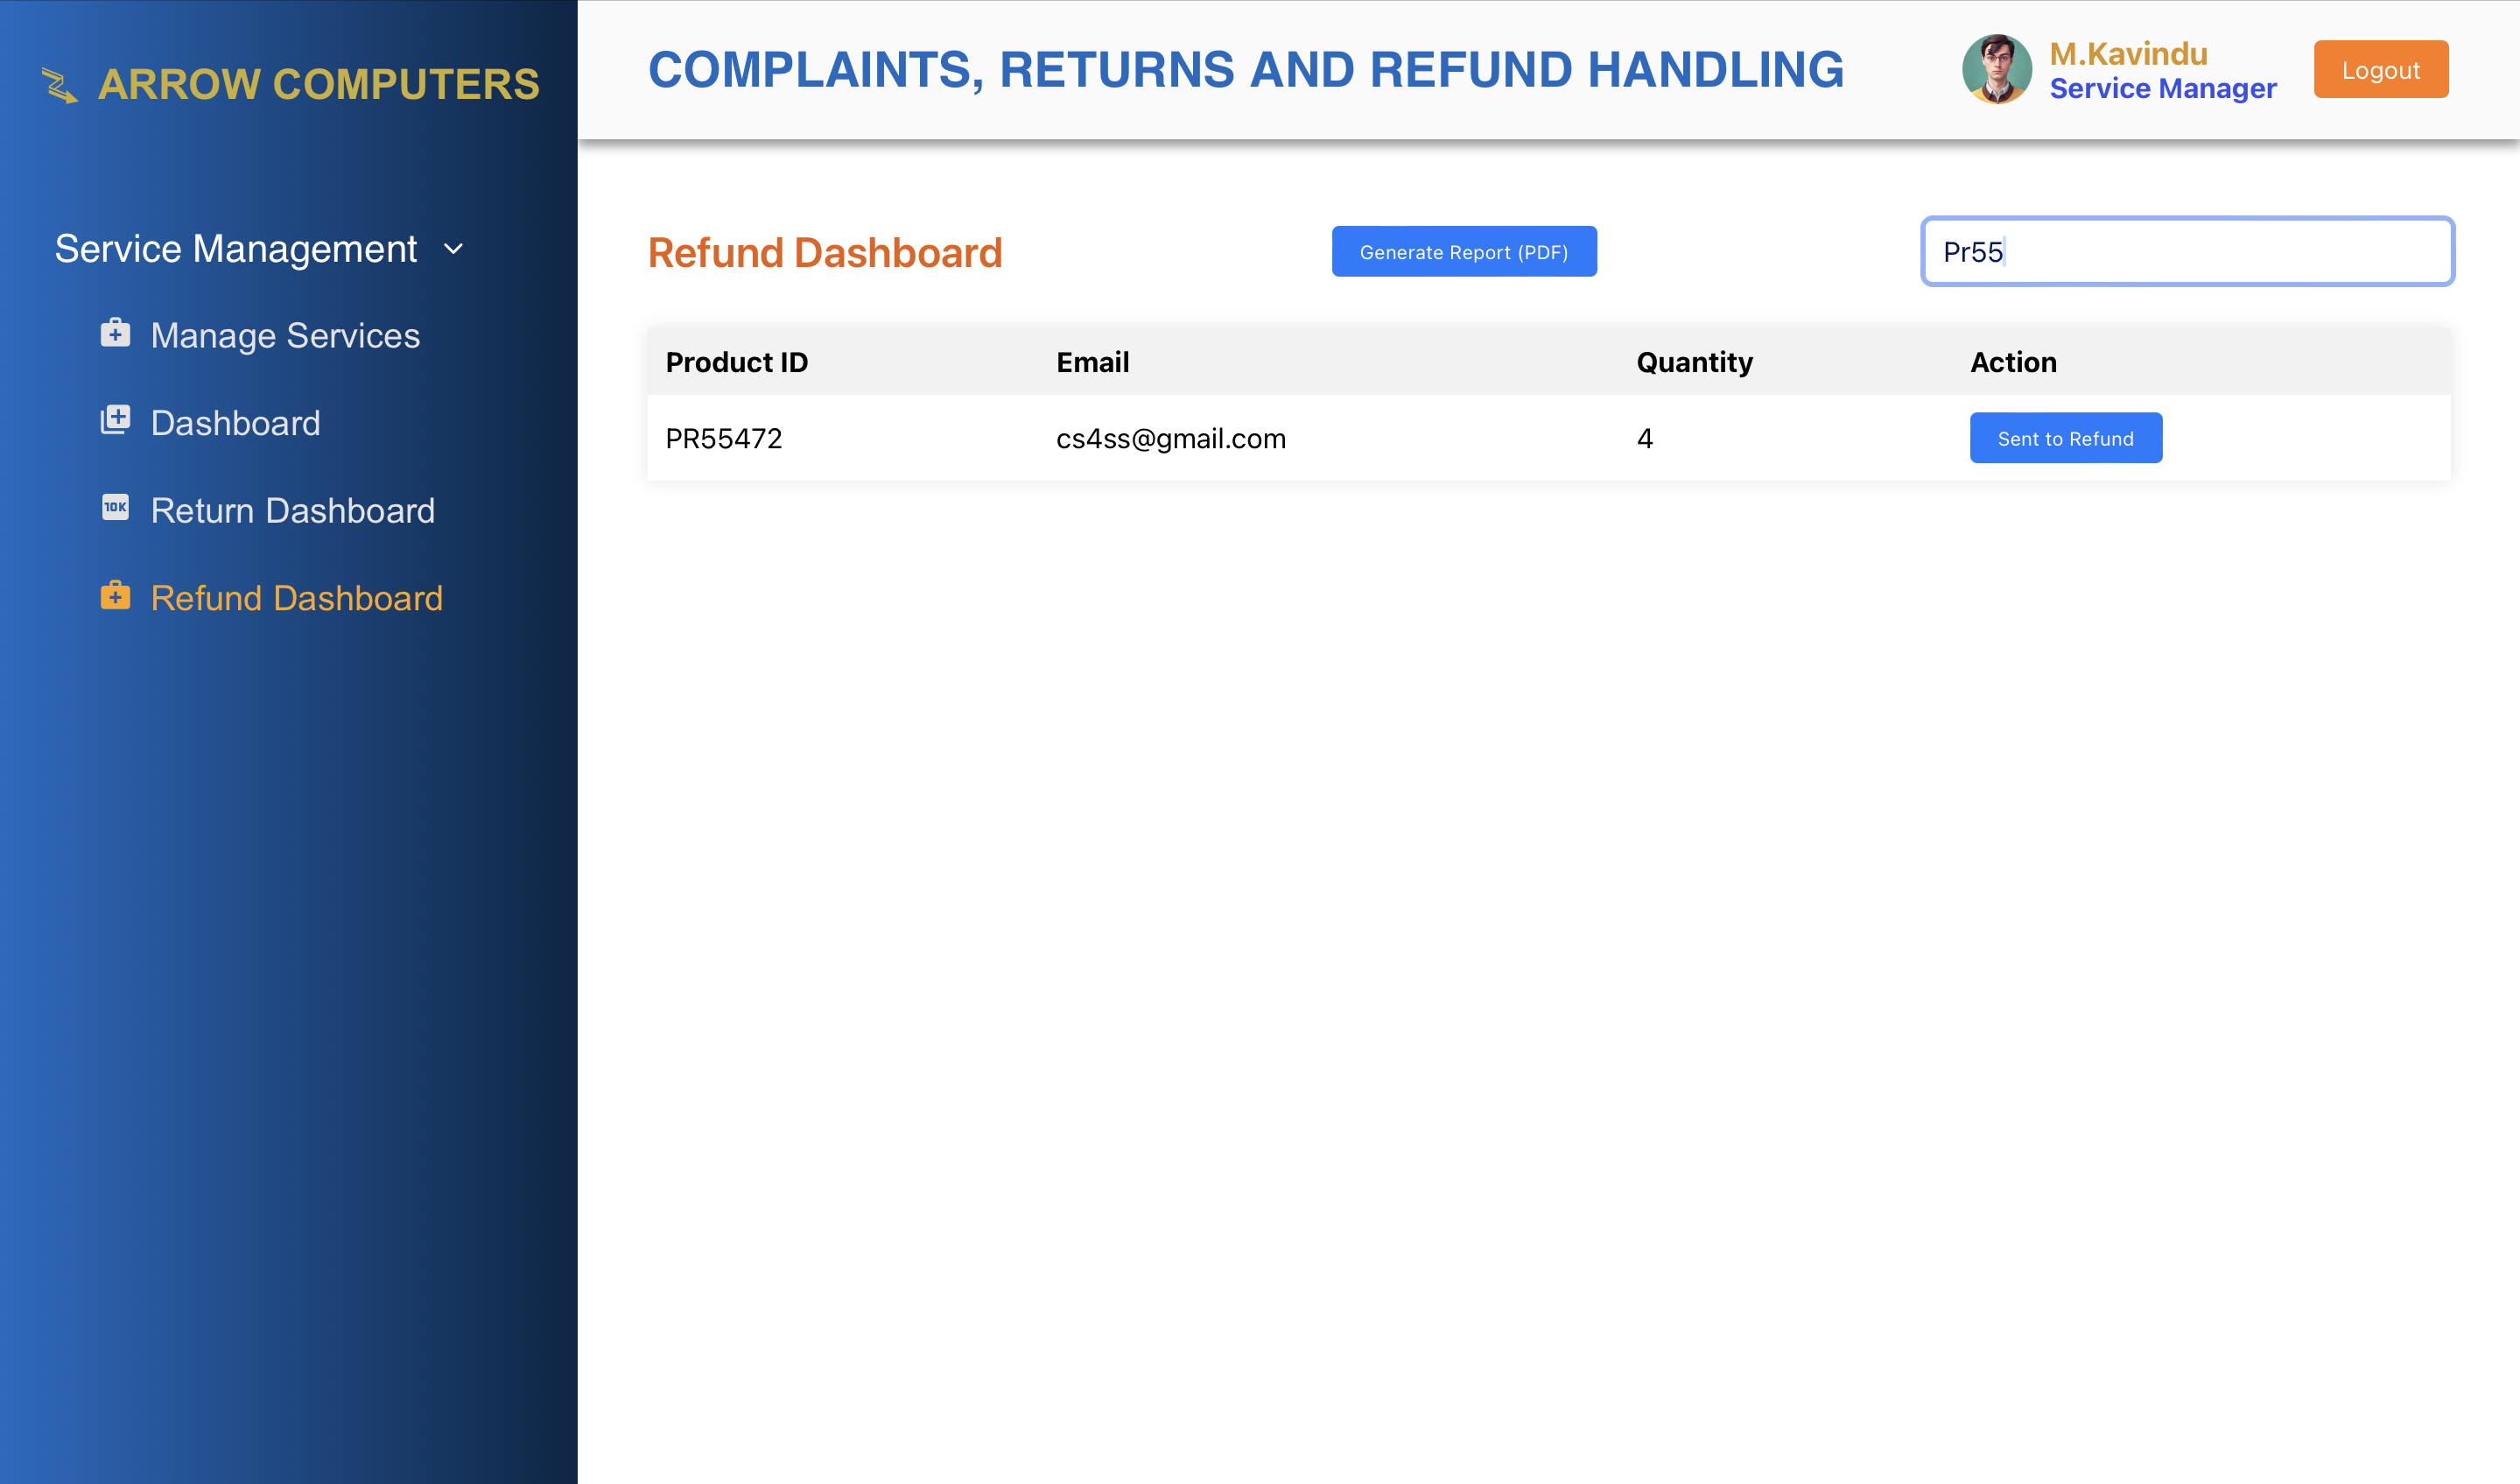 ARROW COMPUTERS
COMPLAINTS, RETURNS AND REFUND HANDLING
M.Kavindu
Service Manager
Logout
Service Management
Manage Services
Dashboard
10K
Return Dashboard
Refund Dashboard
Refund Dashboard
Generate Report (PDF)
Pr55
Product ID Email Quantity Action
PR55472 cs4ss@gmail.com 4 Sent to Refund